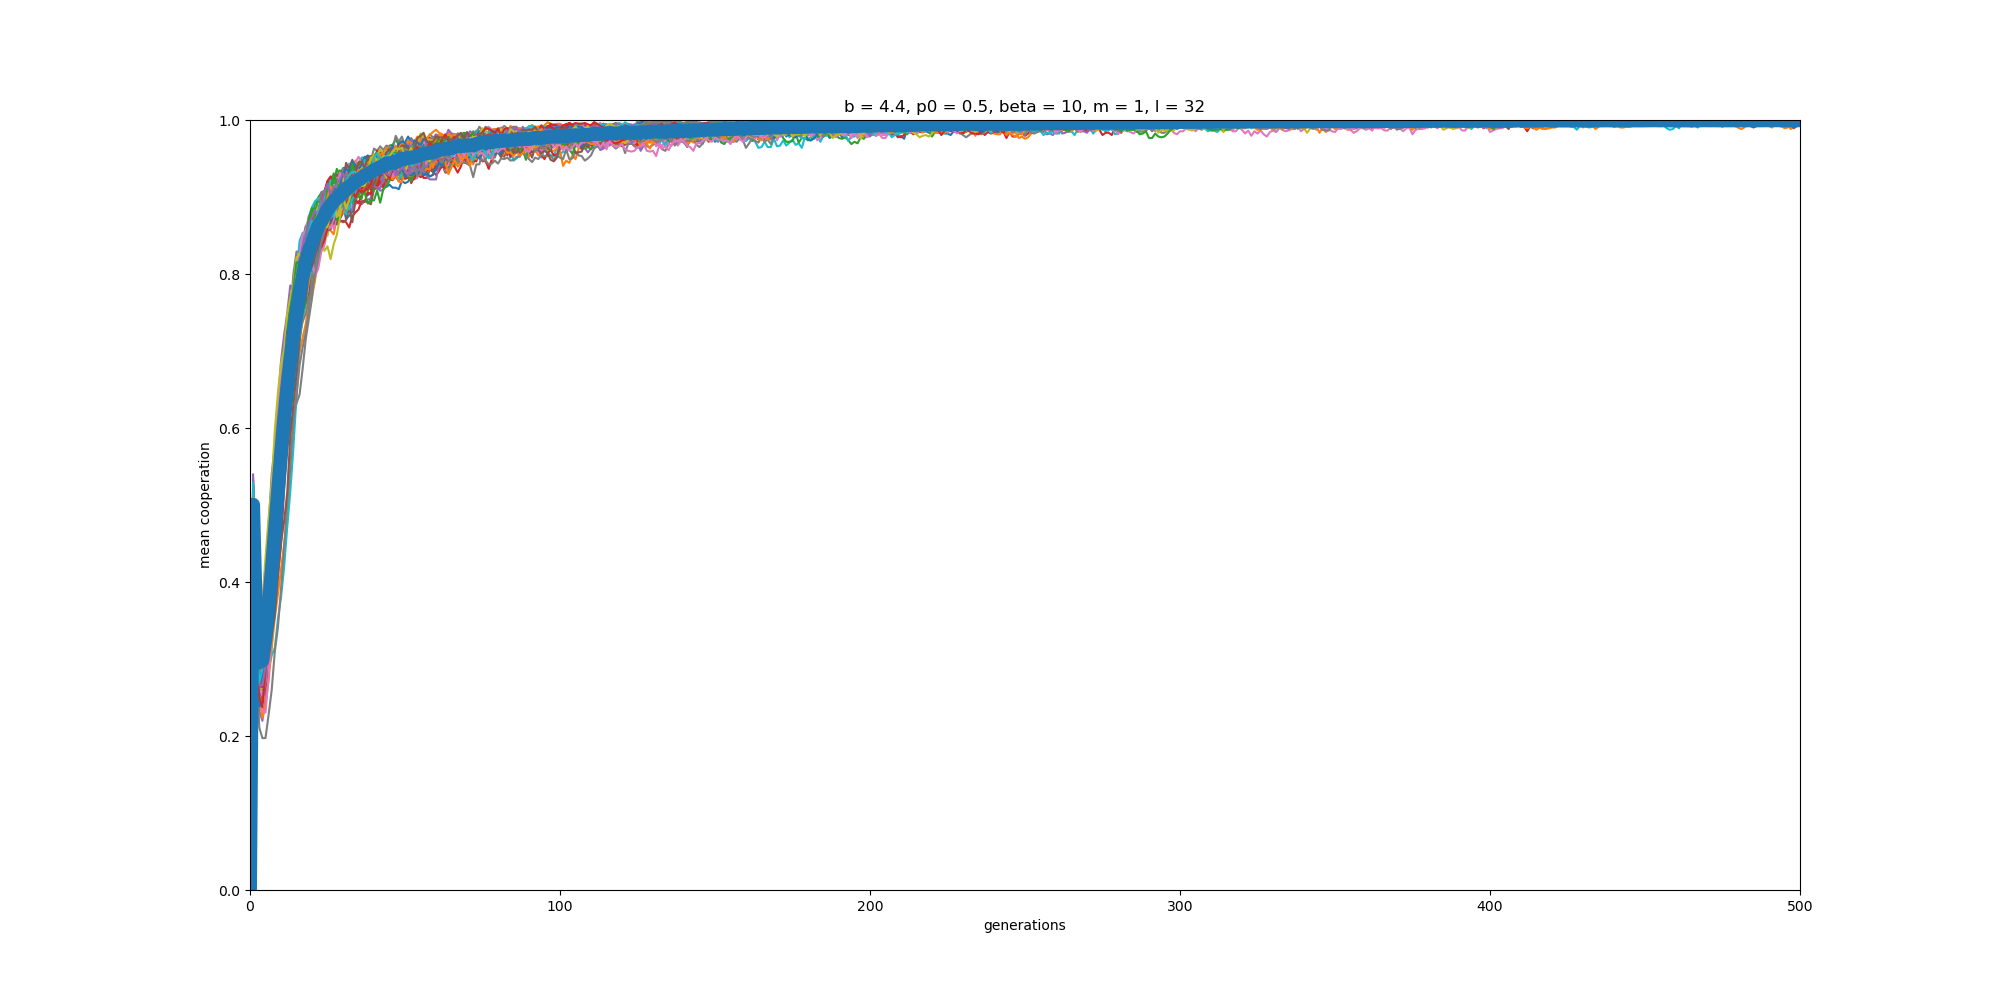 b = 4.4, p0 = 0.5, beta = 10, m = 1, l = 32
1.0
0.8
0.6
0.4
0.2
0.0
mean cooperation
0 100 200 300 400 500
generations